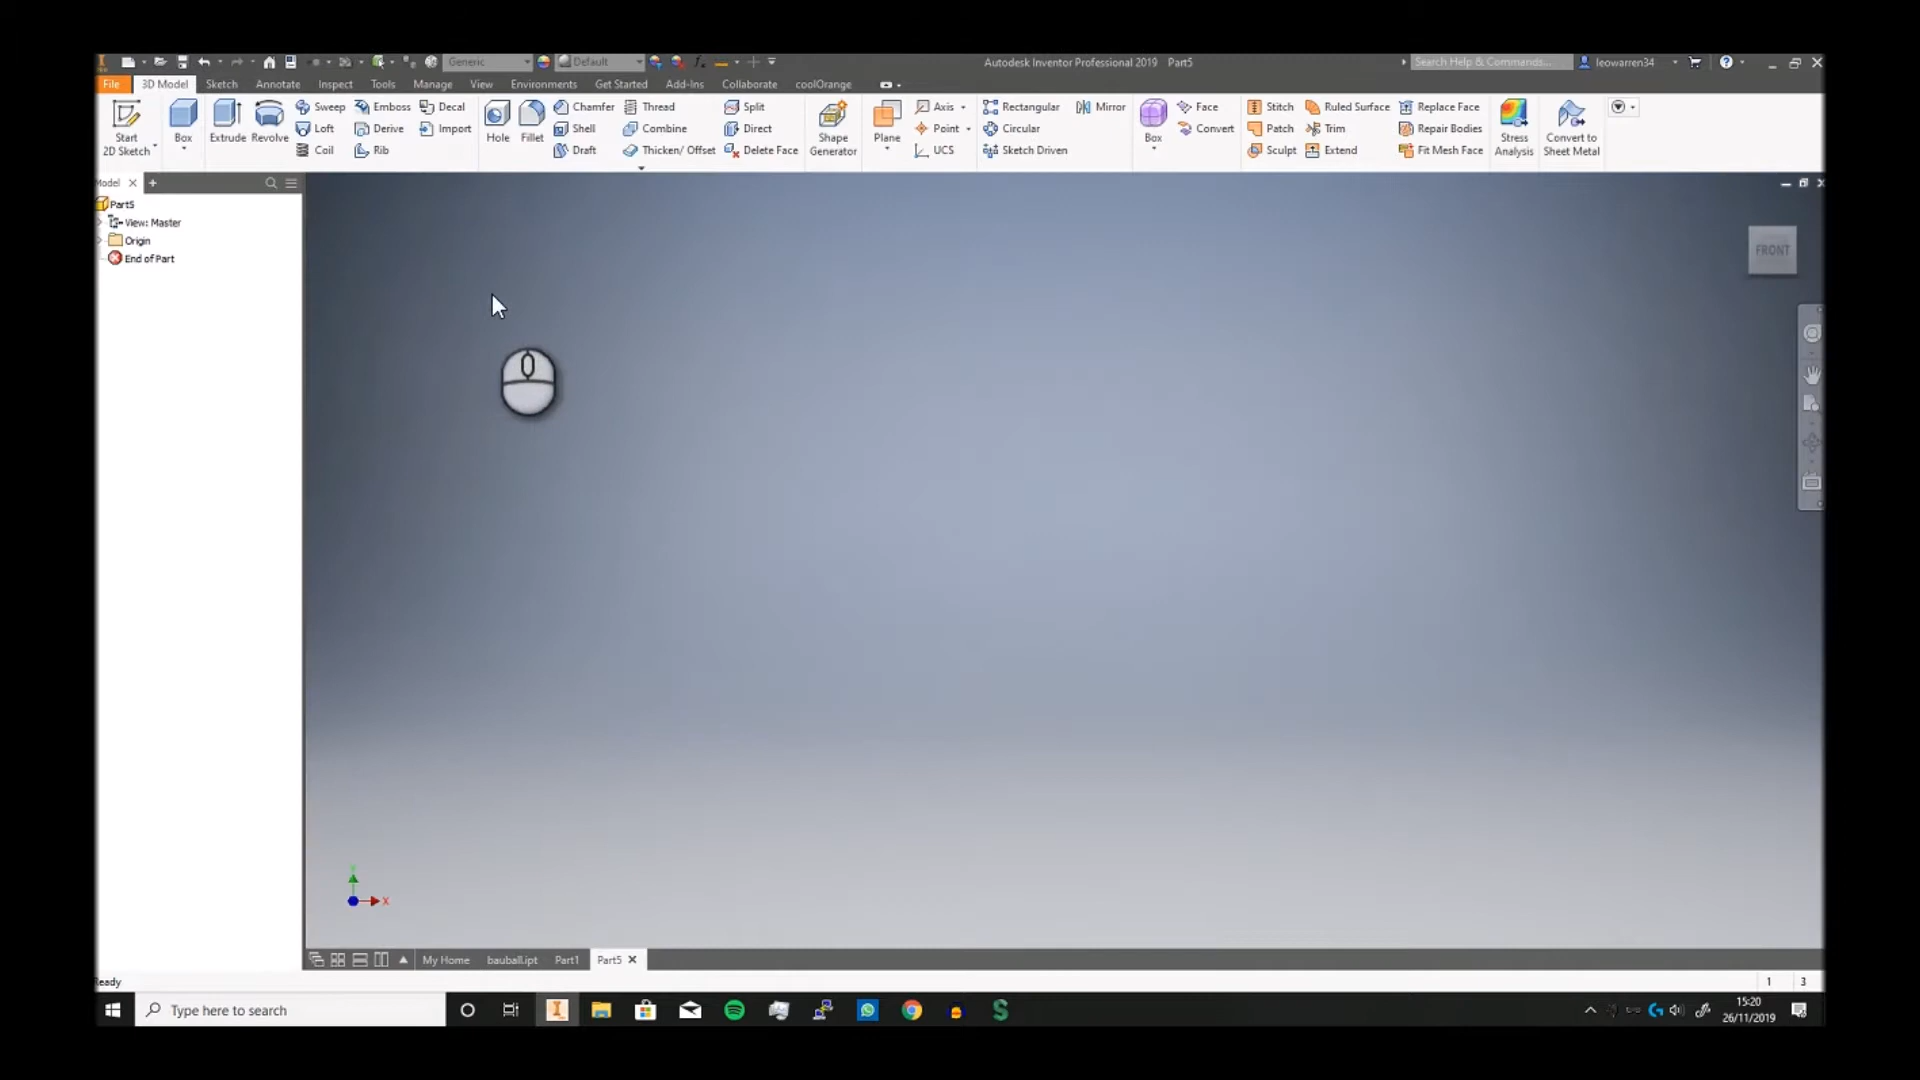 Generic Default Autodesk Inventor Professional 2019 Part5 Search Help & Commands... leowarren34
File 3D Model Sketch Annotate Inspect Tools Manage View Environments Get Started Add-Ins Collaborate coolOrange
Start 2D Sketch Box Extrude Revolve Sweep Emboss Decal Hole Fillet Chamfer Thread Split Shape Generator Plane Axis Rectangular Mirror Box Face Stitch Ruled Surface Replace Face Stress Analysis Convert to Sheet Metal
Loft Derive Import Shell Combine Direct Point Circular Convert Patch Trim Repair Bodies
Coil Rib Draft Thicken/ Offset Delete Face UCS Sketch Driven Sculpt Extend Fit Mesh Face
Model
Part5
View: Master
Origin
End of Part
FRONT
Y
X
My Home bauball.ipt Part1 Part5
Ready 1 3
Type here to search 15:20
26/11/2019